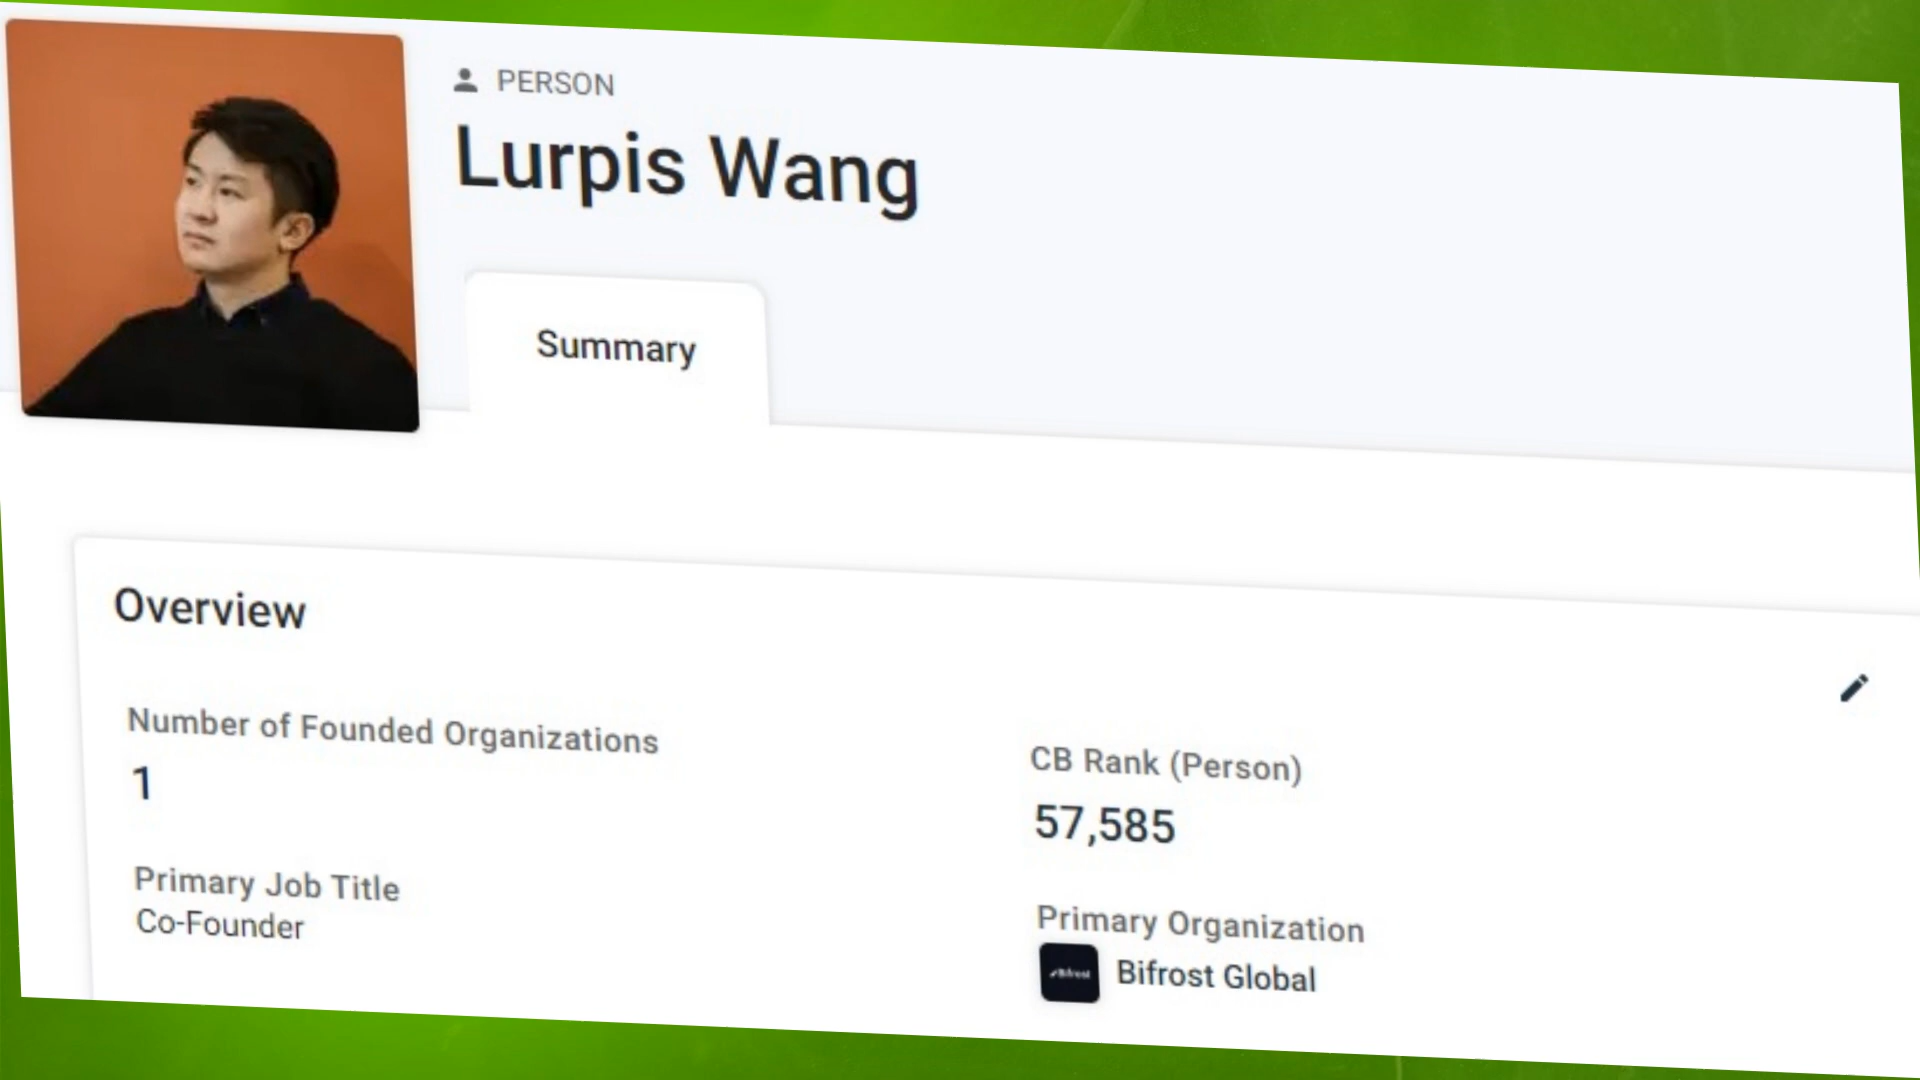 PERSON
Lurpis Wang
Summary
Overview
Number of Founded Organizations
1
CB Rank (Person)
57,585
Primary Job Title
Co-Founder
Primary Organization
Bifrost
Bifrost Global